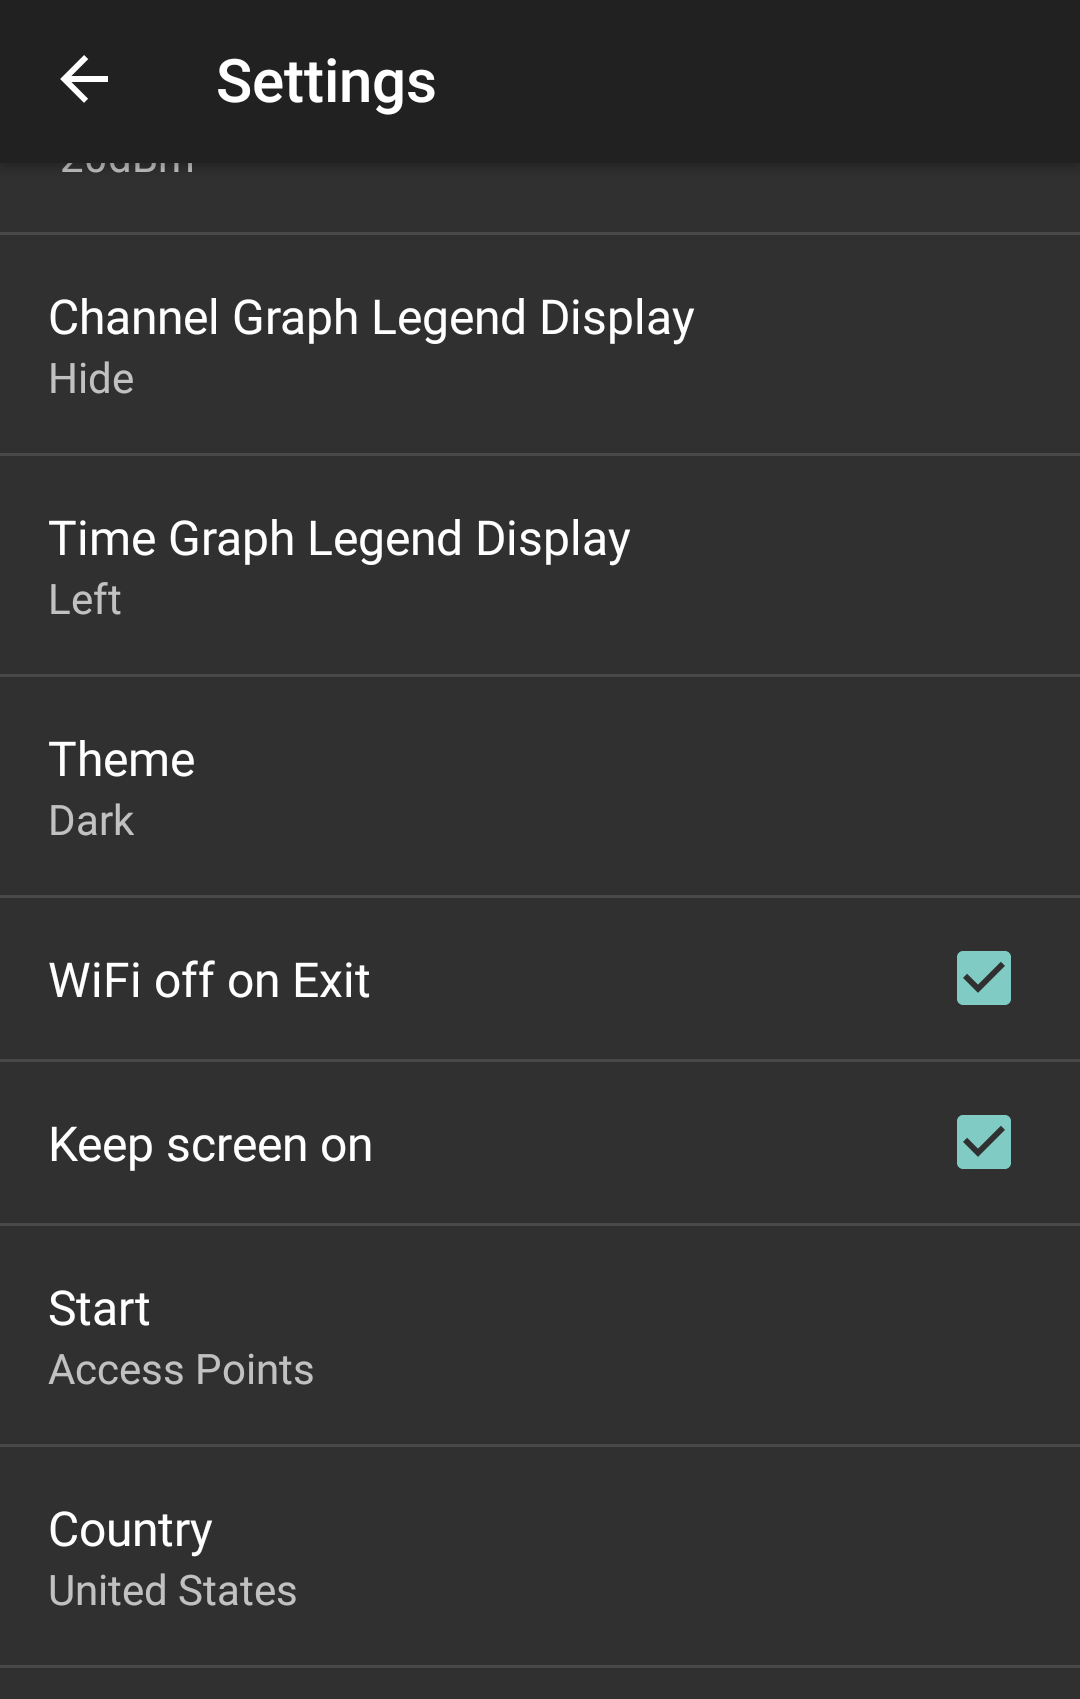 Settings
Channel Graph Legend Display
Hide
Time Graph Legend Display
Left
Theme
Dark
WiFi off on Exit
Keep screen on
Start
Access Points
Country
United States